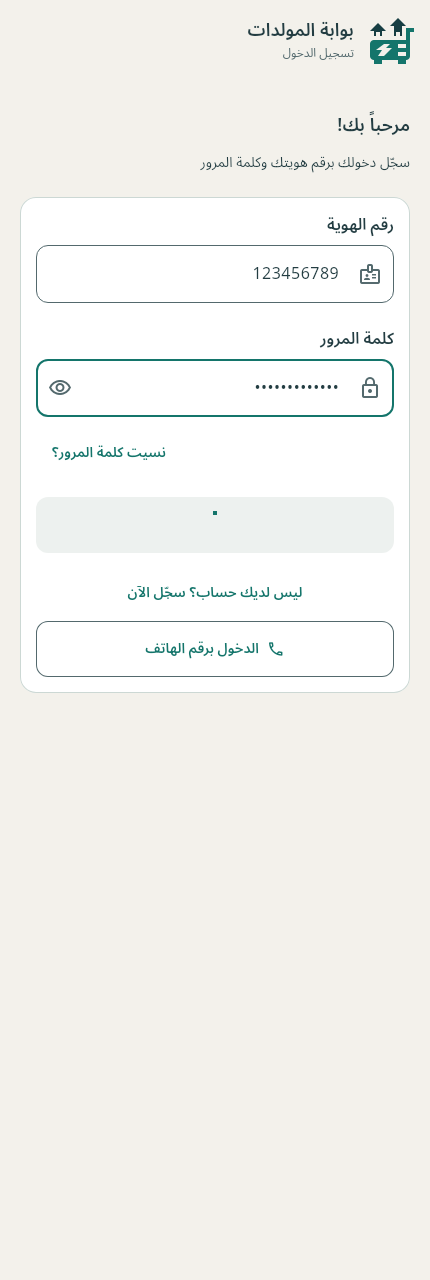 بوابة المولدات
تسجيل الدخول
مرحباً بك!
سجّل دخولك برقم هويتك وكلمة المرور
رقم الهوية
123456789
كلمة المرور
•••••••••••••
نسيت كلمة المرور؟
ليس لديك حساب؟ سجّل الآن
الدخول برقم الهاتف